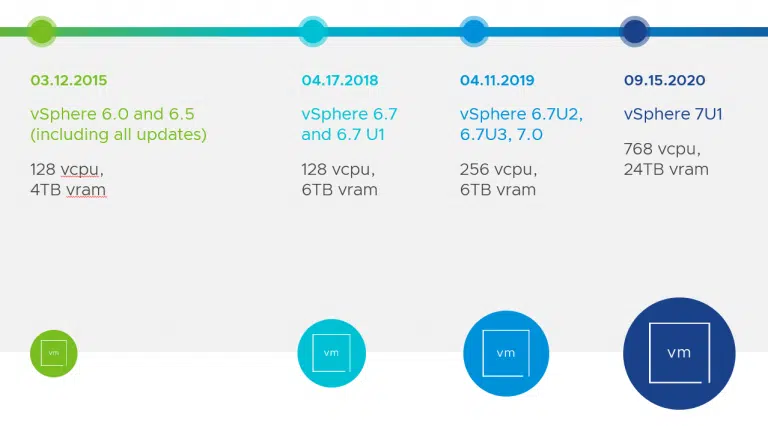 03.12.2015
vSphere 6.0 and 6.5
(including all updates)
128 vcpu,
4TB vram
04.17.2018
vSphere 6.7
and 6.7 U1
128 vcpu,
6TB vram
04.11.2019
vSphere 6.7U2,
6.7U3, 7.0
256 vcpu,
6TB vram
09.15.2020
vSphere 7U1
768 vcpu,
24TB vram
vm
vm
vm
vm